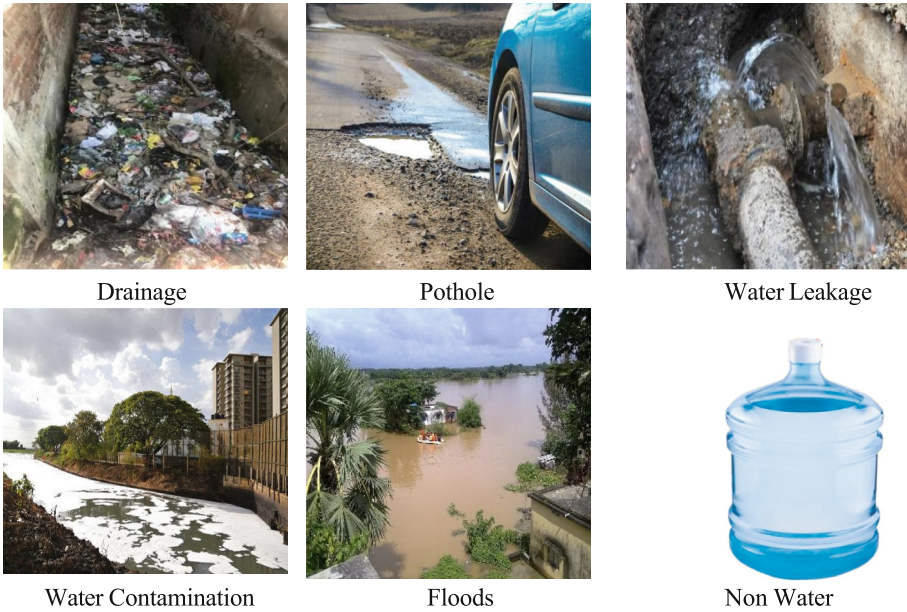 Drainage
Pothole
Water Leakage
Water Contamination
Floods
Non Water